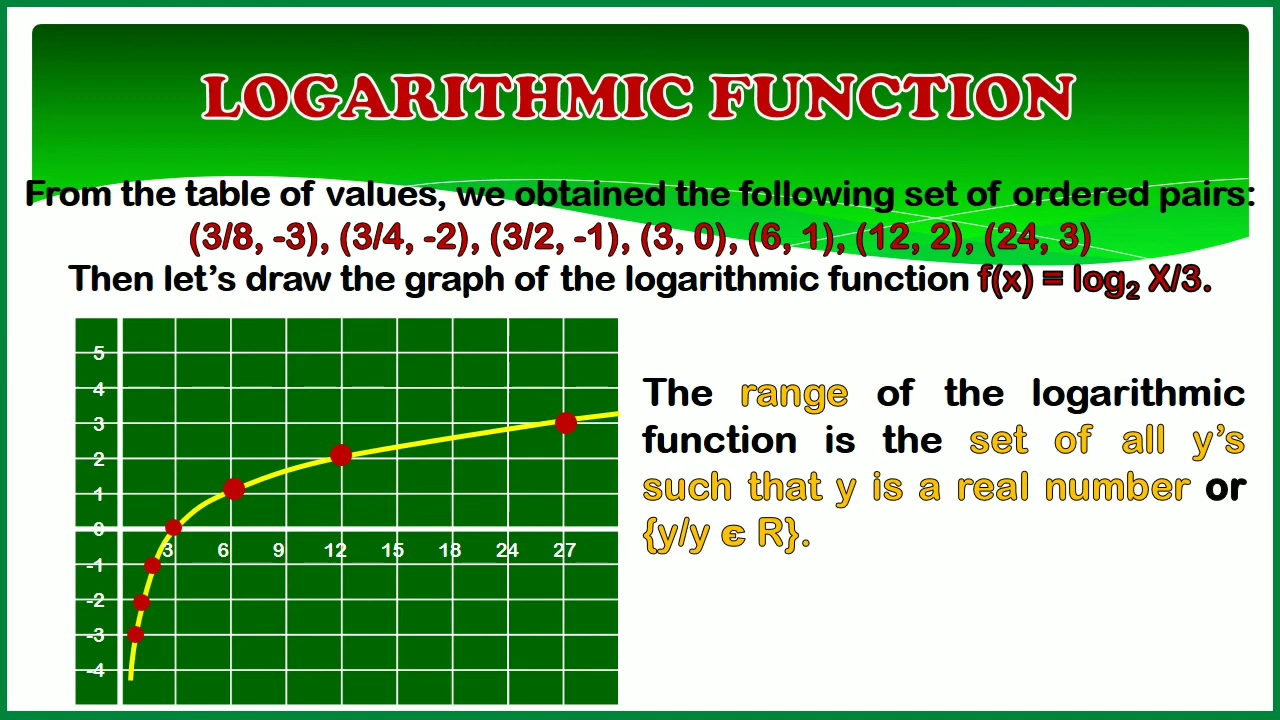 LOGARITHMIC FUNCTION
From the table of values, we obtained the following set of ordered pairs:
(3/8, -3), (3/4, -2), (3/2, -1), (3, 0), (6, 1), (12, 2), (24, 3)
Then let's draw the graph of the logarithmic function f(x) = log₂ X/3.
5
4
3
2
1
0
3 6 9 12 15 18 24 27
-1
-2
-3
-4
The range of the logarithmic
function is the set of all y's
such that y is a real number or
{y/y є R}.